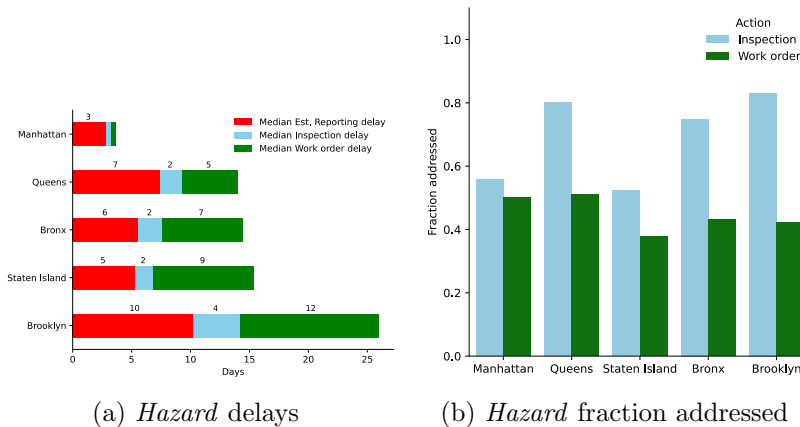 3
Manhattan
7 2 5
Queens
6 2 7
Bronx
5 2 9
Staten Island
10 4 12
Brooklyn
Median Est, Reporting delay
Median Inspection delay
Median Work order delay
0 5 10 15 20 25
Days
(a) Hazard delays
Action
Inspection
Work order
Fraction addressed
1.0
0.8
0.6
0.4
0.2
0.0
Manhattan Queens Staten Island Bronx Brooklyn
(b) Hazard fraction addressed